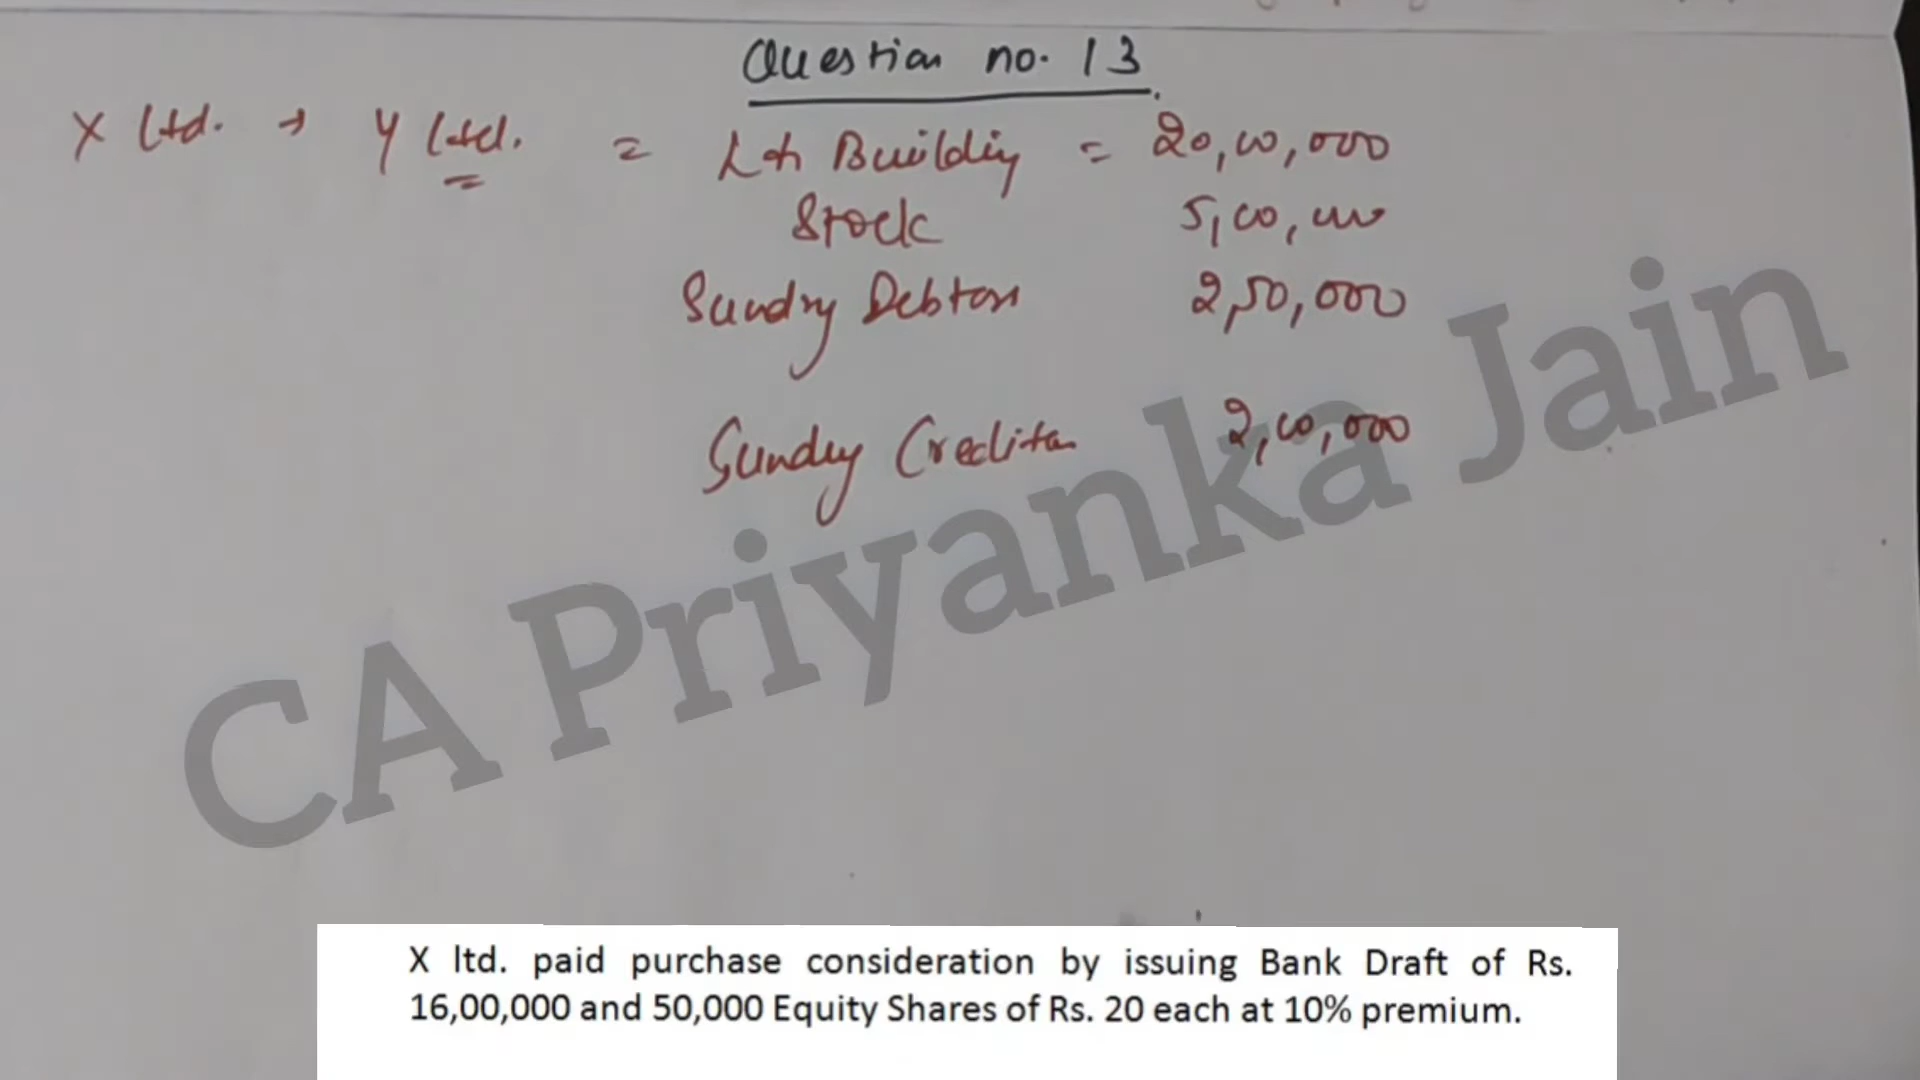 Question no. 13
X Ltd. → Y Ltd. = L & Building = 20,00,000
Stock 5,00,000
Sundry Debtors 2,50,000
Sundry Creditors 2,00,000
CA Priyanka Jain
X ltd. paid purchase consideration by issuing Bank Draft of Rs.
16,00,000 and 50,000 Equity Shares of Rs. 20 each at 10% premium.